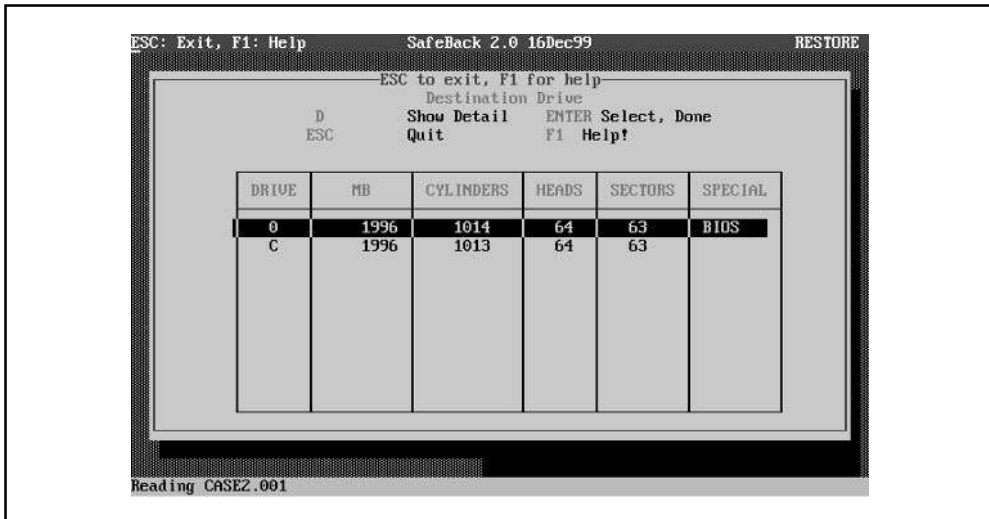 ESC: Exit, F1: Help SafeBack 2.0 16Dec99 RESTORE
ESC to exit, F1 for help
Destination Drive
D Show Detail ENTER Select, Done
ESC Quit F1 Help!
DRIVE MB CYLINDERS HEADS SECTORS SPECIAL
0 1996 1014 64 63 BIOS
C 1996 1013 64 63
Reading CASE2.001